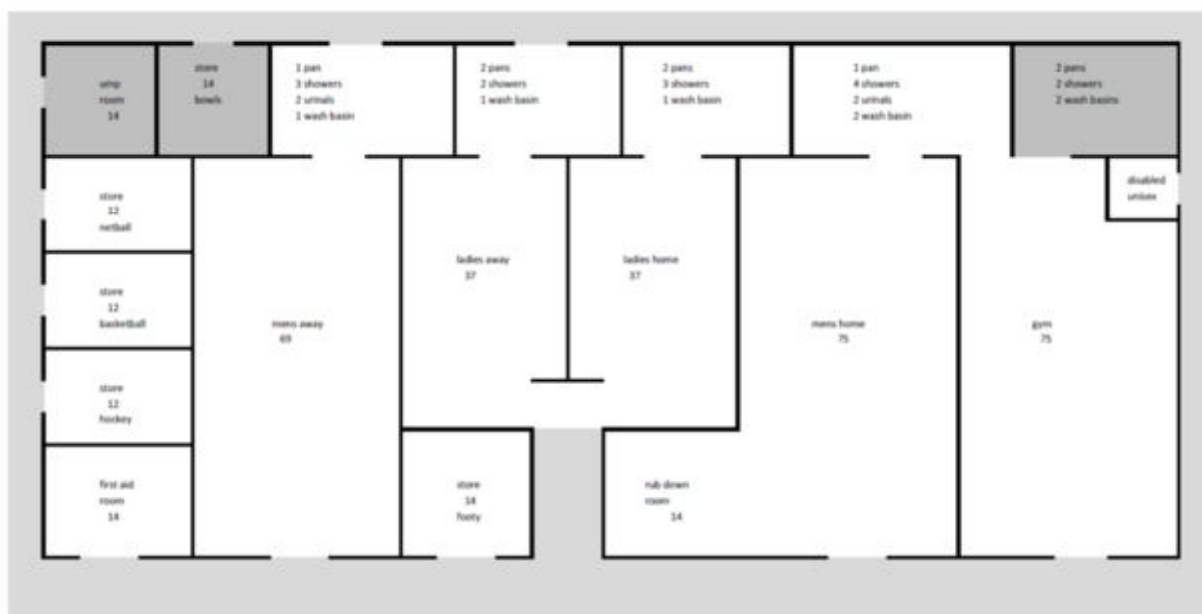 ump
room
14
store
14
bowls
1 pan
3 showers
2 urinals
1 wash basin
2 pans
2 showers
1 wash basin
2 pans
3 showers
1 wash basin
1 pan
4 showers
2 urinals
2 wash basin
2 pans
2 showers
2 wash basins
disabled
unisex
store
12
netball
store
12
basketball
store
12
hockey
first aid
room
14
mens away
69
ladies away
37
ladies home
37
mens home
75
gym
75
store
14
footy
rub down
room
14